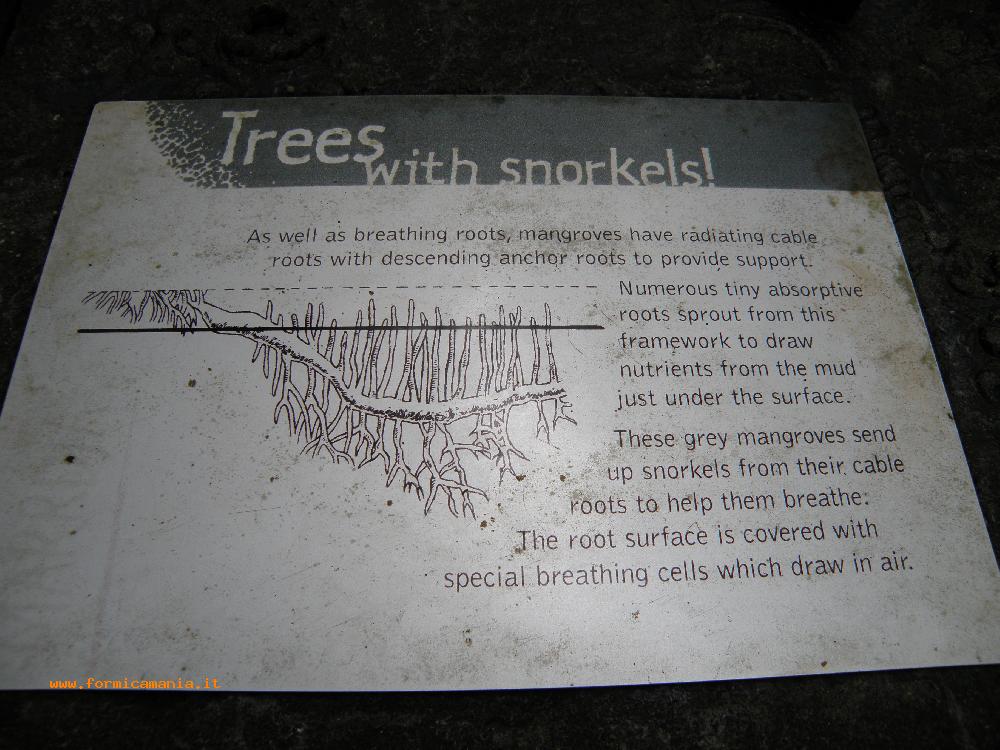 Trees
with snorkels!
As well as breathing roots, mangroves have radiating cable
roots with descending anchor roots to provide support.
Numerous tiny absorptive
roots sprout from this
framework to draw
nutrients from the mud
just under the surface.
These grey mangroves send
up snorkels from their cable
roots to help them breathe:
The root surface is covered with
special breathing cells which draw in air.
www.formicamania.it